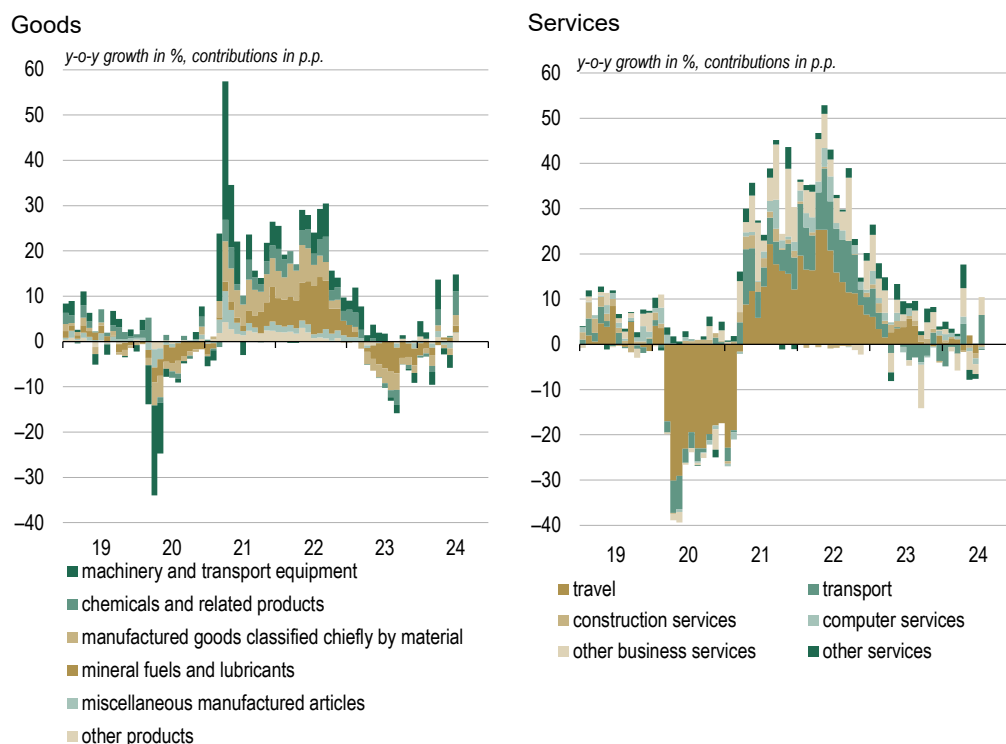 Goods
y-o-y growth in %, contributions in p.p.
60
50
40
30
20
10
0
–10
–20
–30
–40
19 20 21 22 23 24
machinery and transport equipment
chemicals and related products
manufactured goods classified chiefly by material
mineral fuels and lubricants
miscellaneous manufactured articles
other products
Services
y-o-y growth in %, contributions in p.p.
60
50
40
30
20
10
0
–10
–20
–30
–40
19 20 21 22 23 24
travel transport
construction services computer services
other business services other services